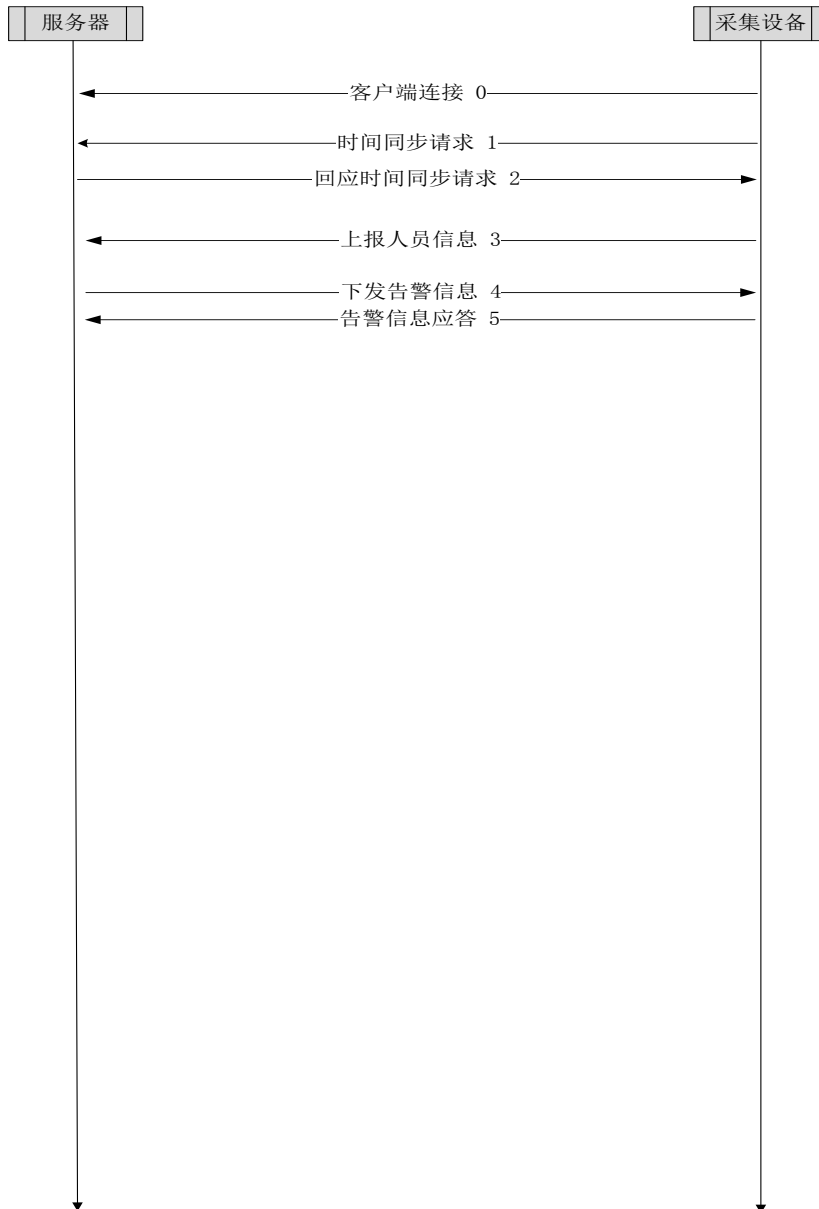 服务器
采集设备
客户端连接 0
时间同步请求 1
回应时间同步请求 2
上报人员信息 3
下发告警信息 4
告警信息应答 5